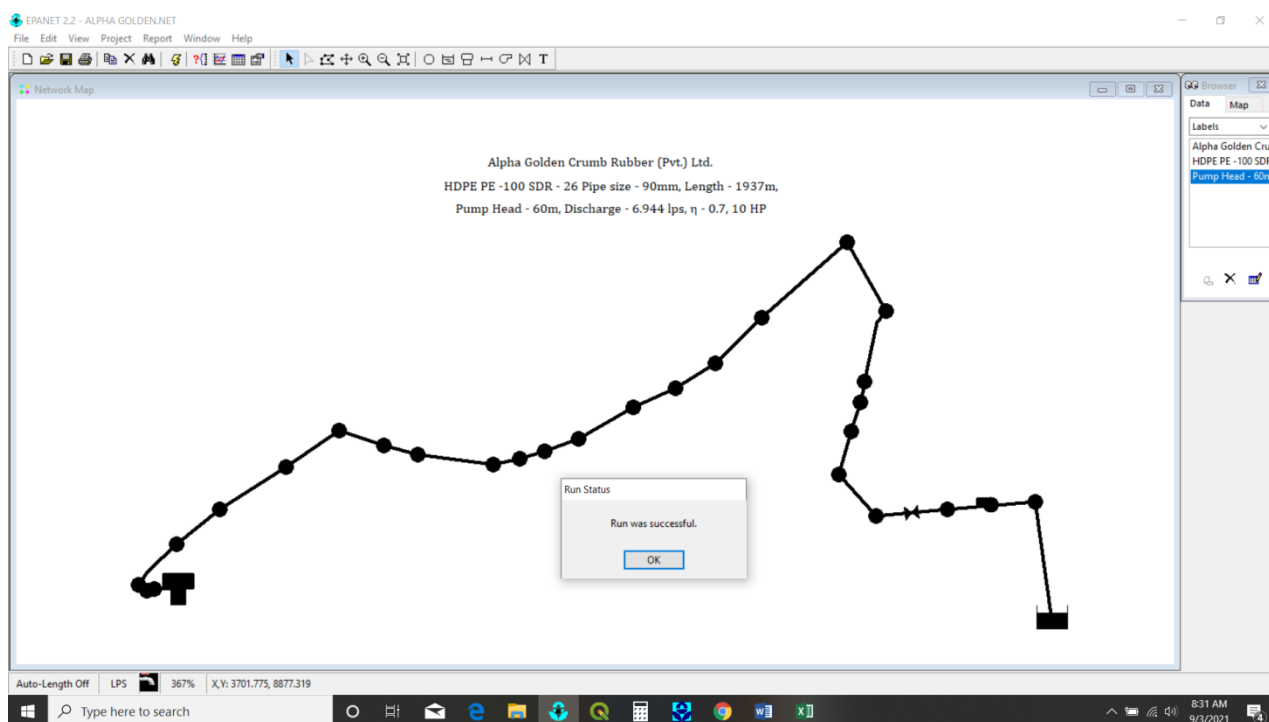 EPANET 2.2 - ALPHA GOLDEN.NET
File Edit View Project Report Window Help
T
Network Map
Browser
Data Map
Labels
Alpha Golden Cru
HDPE PE -100 SDR
Pump Head - 60m
Alpha Golden Crumb Rubber (Pvt.) Ltd.
HDPE PE -100 SDR - 26 Pipe size - 90mm, Length - 1937m,
Pump Head - 60m, Discharge - 6.944 lps, η - 0.7, 10 HP
Run Status
Run was successful.
OK
Auto-Length Off LPS 367% X,Y: 3701.775, 8877.319
Type here to search
8:31 AM
9/3/2021
4